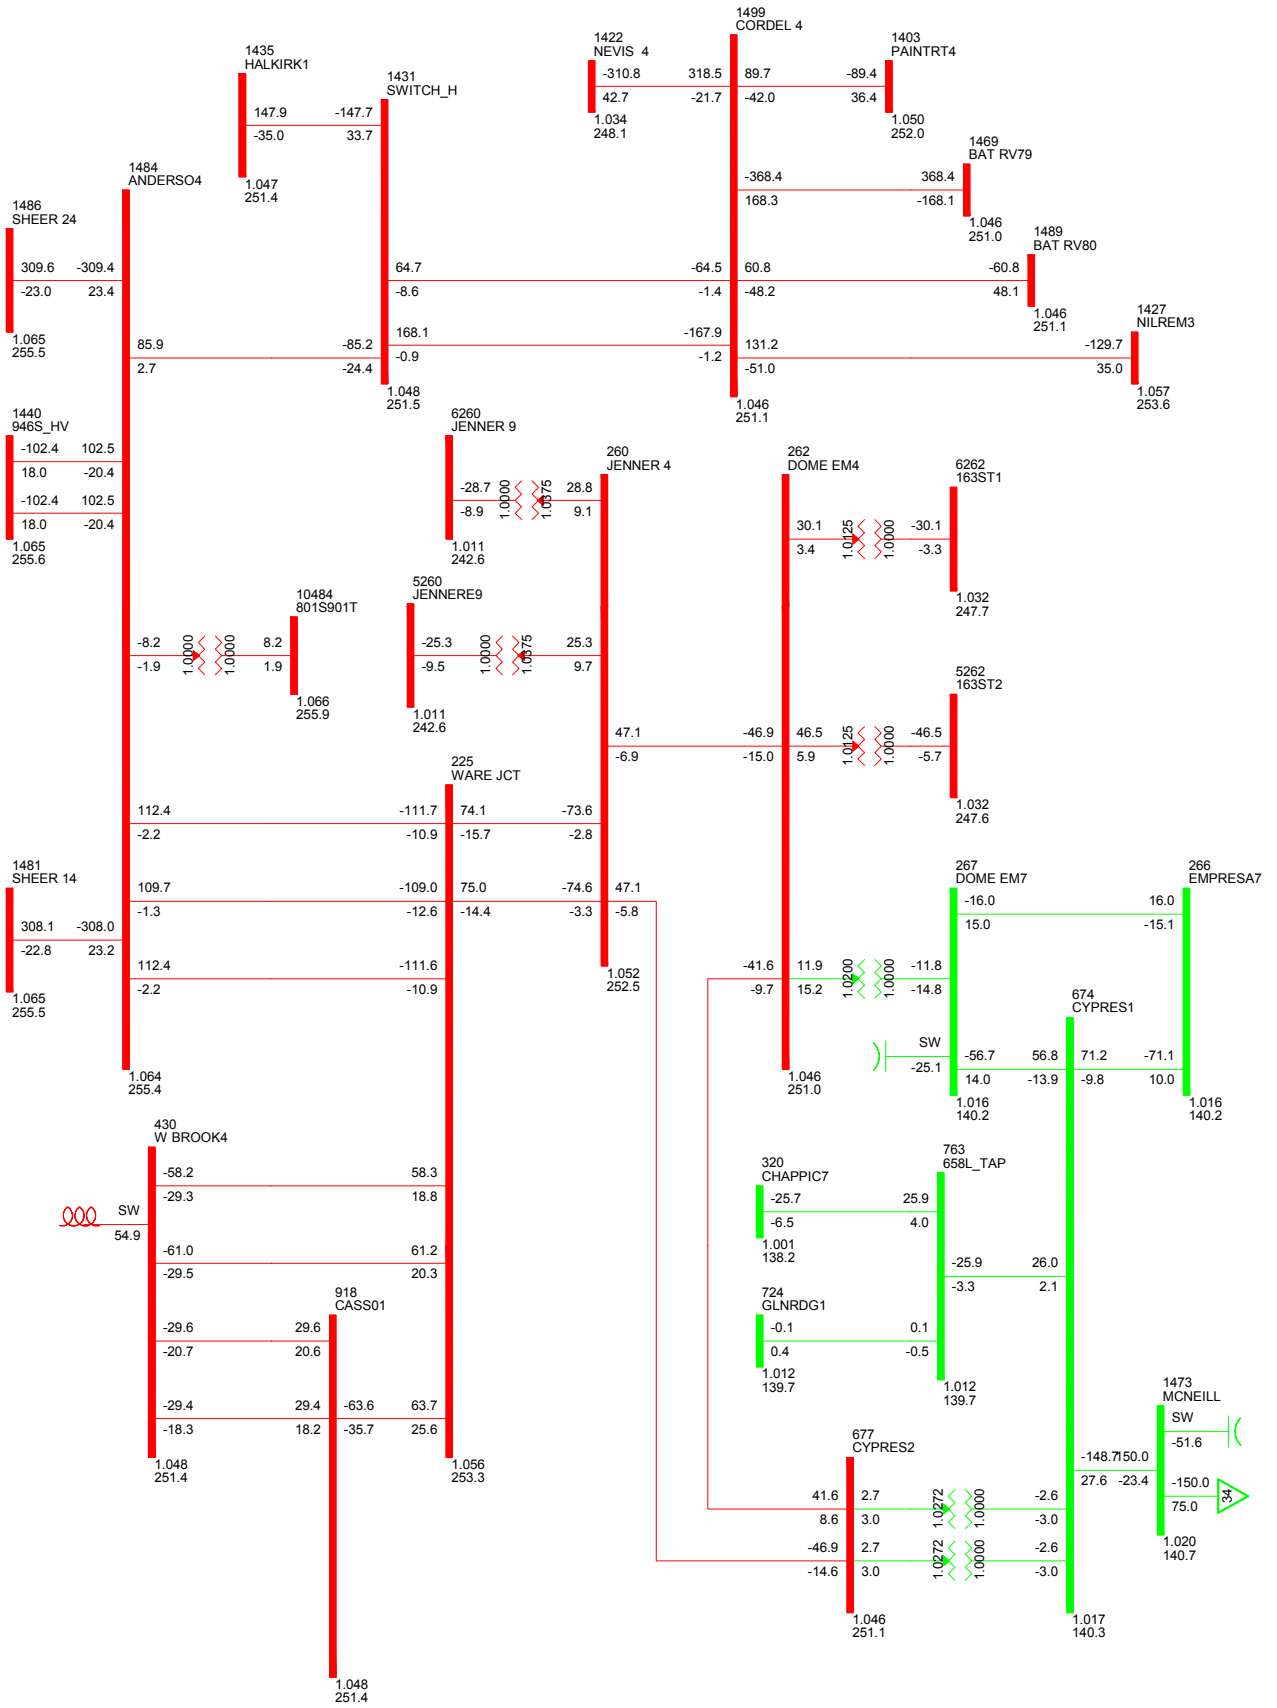 1499
CORDEL 4
1422
NEVIS  4
1403
PAINTRT4
1435
HALKIRK1
1431
SWITCH_H
-310.8 318.5 89.7 -89.4
42.7 -21.7 -42.0 36.4
1.034
248.1
1.050
252.0
147.9 -147.7
-35.0 33.7
1.047
251.4
1469
BAT RV79
-368.4 368.4
168.3 -168.1
1.046
251.0
1484
ANDERSO4
1486
SHEER 24
309.6 -309.4
-23.0 23.4
1.065
255.5
1489
BAT RV80
64.7 -64.5 60.8 -60.8
-8.6 -1.4 -48.2 48.1
1.046
251.1
1427
NILREM3
85.9 -85.2 168.1 -167.9 131.2 -129.7
2.7 -24.4 -0.9 -1.2 -51.0 35.0
1.048
251.5
1.046
251.1
1.057
253.6
1440
946S_HV
-102.4 102.5
18.0 -20.4
-102.4 102.5
18.0 -20.4
1.065
255.6
6260
JENNER 9
260
JENNER 4
-28.7 1.0000 1.0375 28.8
-8.9 9.1
1.011
242.6
262
DOME EM4
6262
163ST1
30.1 1.0125 1.0000 -30.1
3.4 -3.3
1.032
247.7
10484
801S901T
-8.2 1.0000 1.0000 8.2
-1.9 1.9
1.066
255.9
5260
JENNERE9
-25.3 1.0000 1.0375 25.3
-9.5 9.7
1.011
242.6
5262
163ST2
47.1 -46.9 46.5 1.0125 1.0000 -46.5
-6.9 -15.0 5.9 -5.7
1.032
247.6
225
WARE JCT
112.4 -111.7 74.1 -73.6
-2.2 -10.9 -15.7 -2.8
1481
SHEER 14
308.1 -308.0
-22.8 23.2
1.065
255.5
109.7 -109.0 75.0 -74.6 47.1
-1.3 -12.6 -14.4 -3.3 -5.8
112.4 -111.6
-2.2 -10.9
1.052
252.5
1.064
255.4
267
DOME EM7
266
EMPRESA7
-16.0 16.0
15.0 -15.1
-41.6 11.9 1.0200 1.0000 -11.8
-9.7 15.2 -14.8
674
CYPRES1
SW
-25.1
-56.7 56.8 71.2 -71.1
14.0 -13.9 -9.8 10.0
1.046
251.0
1.016
140.2
1.016
140.2
430
W BROOK4
-58.2 58.3
-29.3 18.8
SW
54.9
-61.0 61.2
-29.5 20.3
918
CASS01
-29.6 29.6
-20.7 20.6
-29.4 29.4 -63.6 63.7
-18.3 18.2 -35.7 25.6
1.048
251.4
1.056
253.3
1.048
251.4
320
CHAPPIC7
763
658L_TAP
-25.7 25.9
-6.5 4.0
1.001
138.2
-25.9 26.0
-3.3 2.1
724
GLNRDG1
-0.1 0.1
0.4 -0.5
1.012
139.7
1.012
139.7
1473
MCNEILL
SW
-51.6
-148.7 150.0
27.6 -23.4
-150.0
75.0
34
1.020
140.7
677
CYPRES2
41.6 2.7 1.0272 1.0000 -2.6
8.6 3.0 -3.0
-46.9 2.7 1.0272 1.0000 -2.6
-14.6 3.0 -3.0
1.046
251.1
1.017
140.3